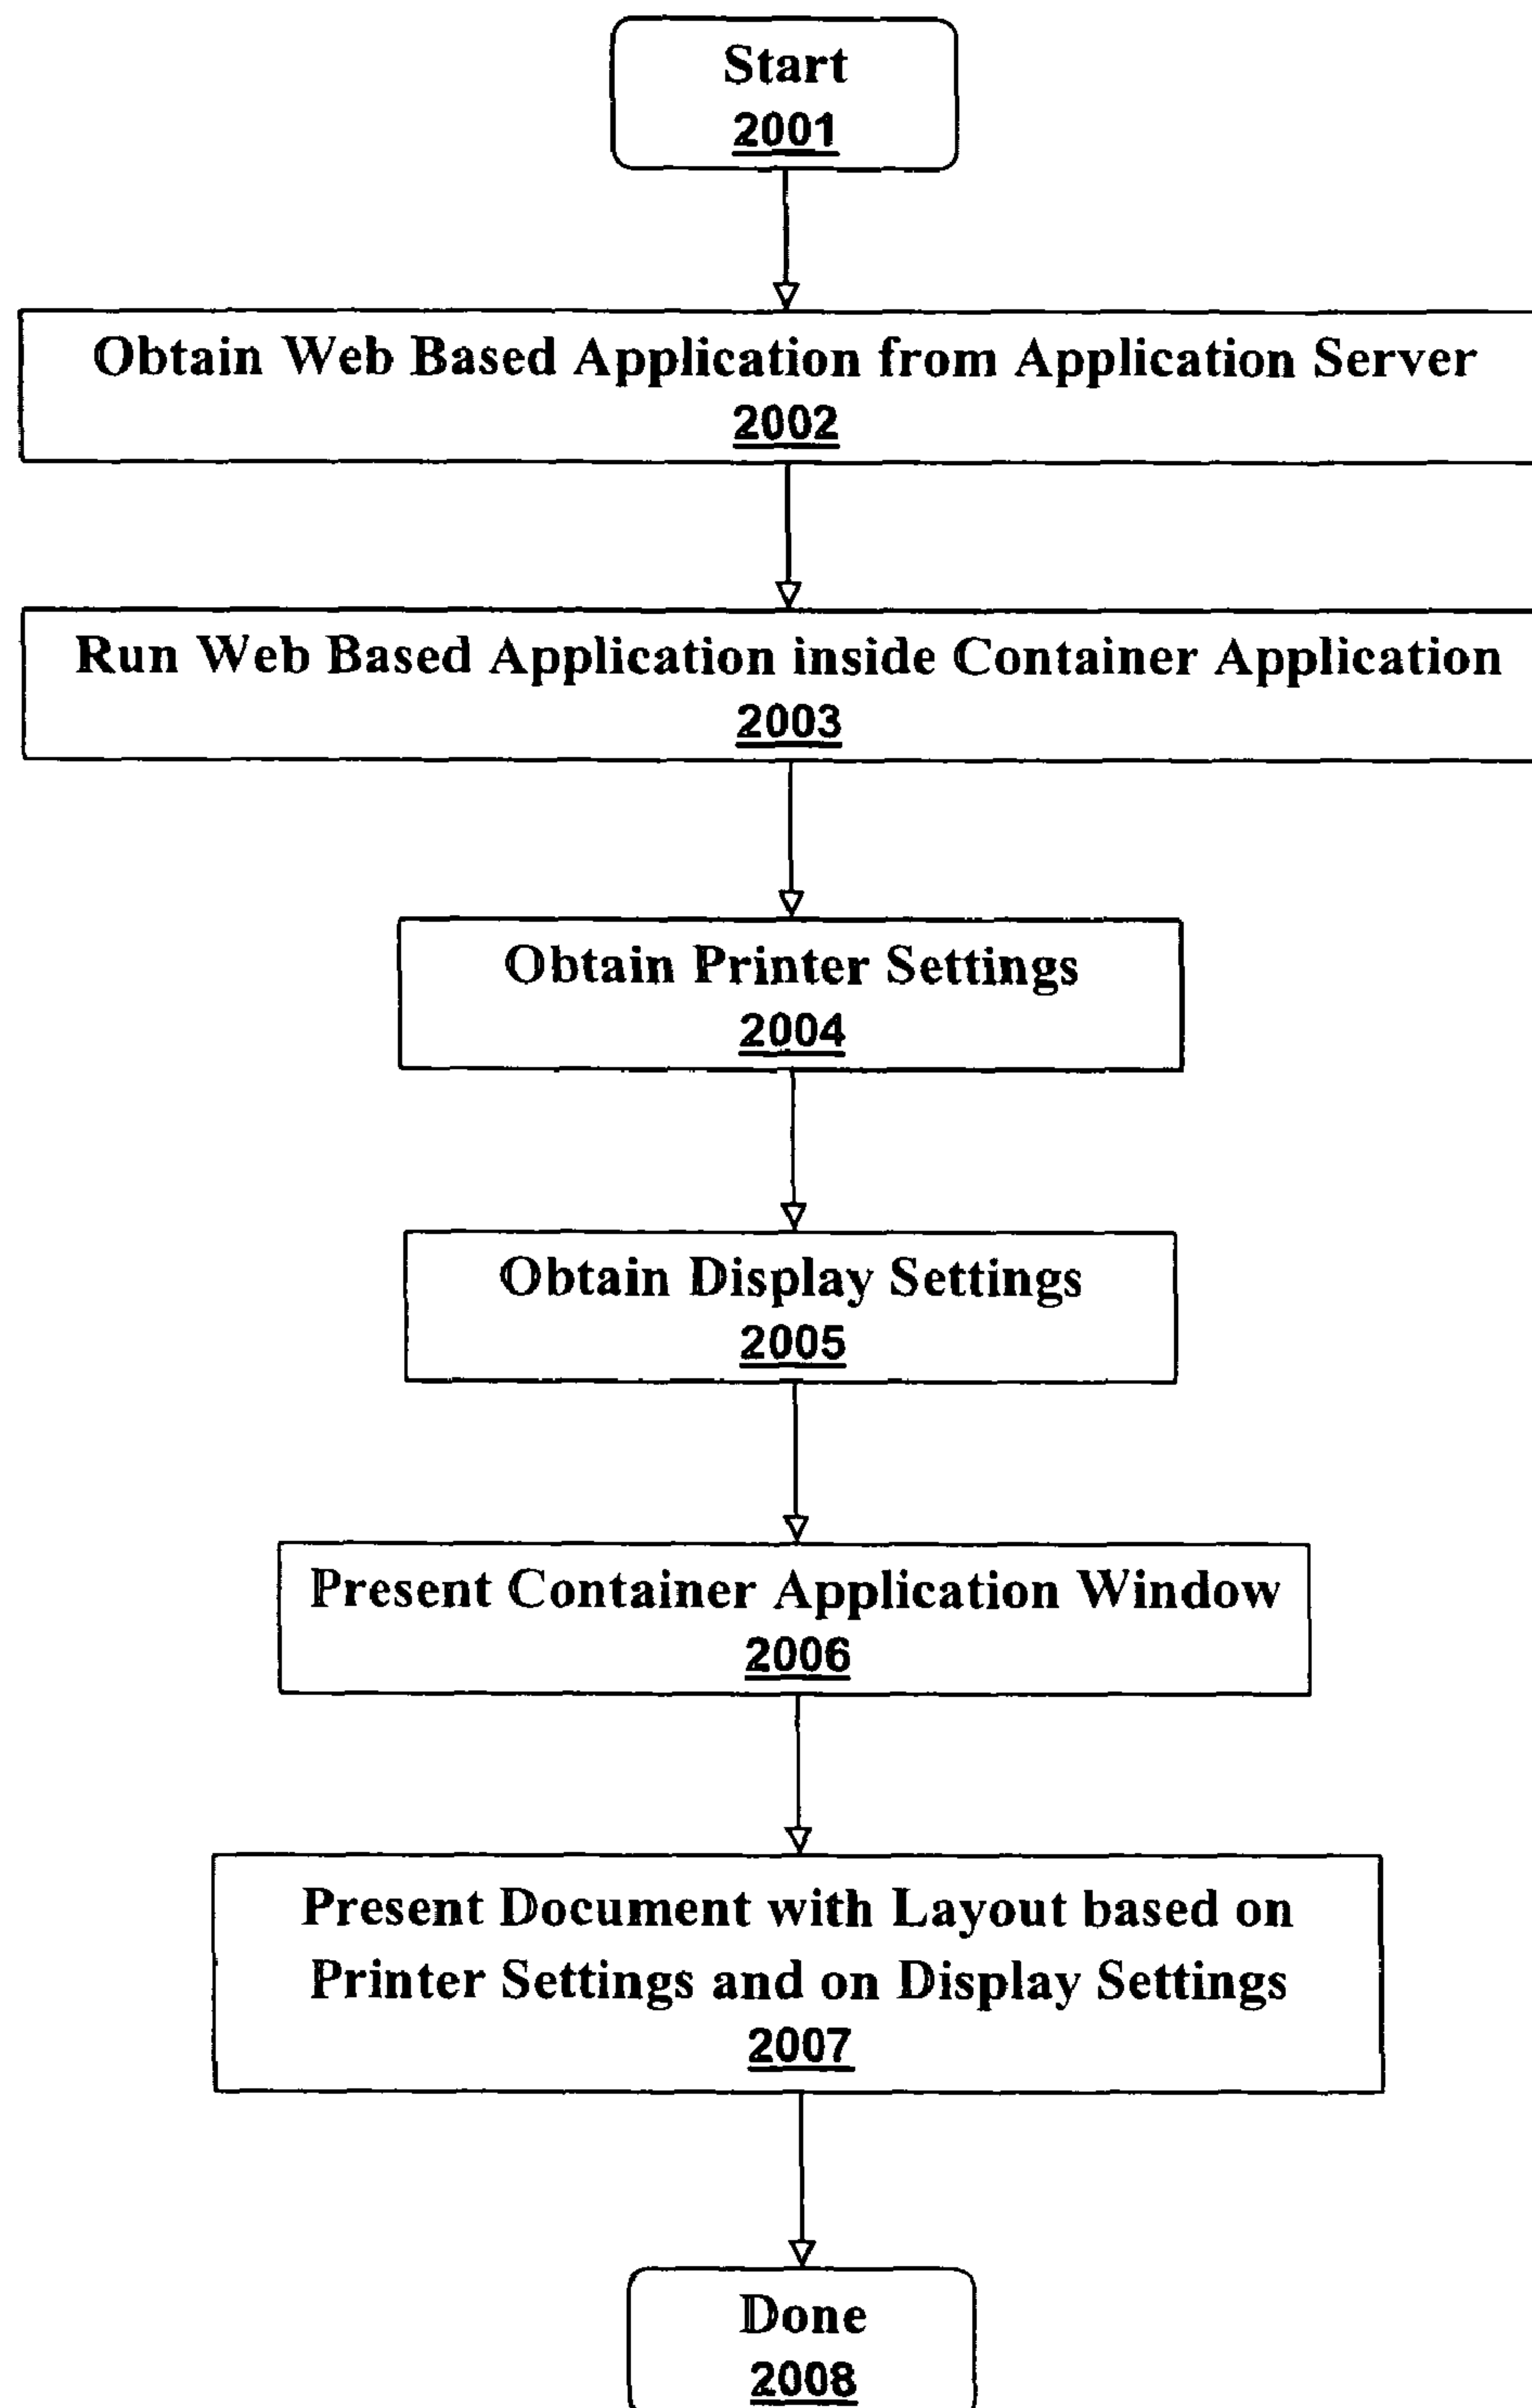 Start
2001
Obtain Web Based Application from Application Server
2002
Run Web Based Application inside Container Application
2003
Obtain Printer Settings
2004
Obtain Display Settings
2005
Present Container Application Window
2006
Present Document with Layout based on
Printer Settings and on Display Settings
2007
Done
2008